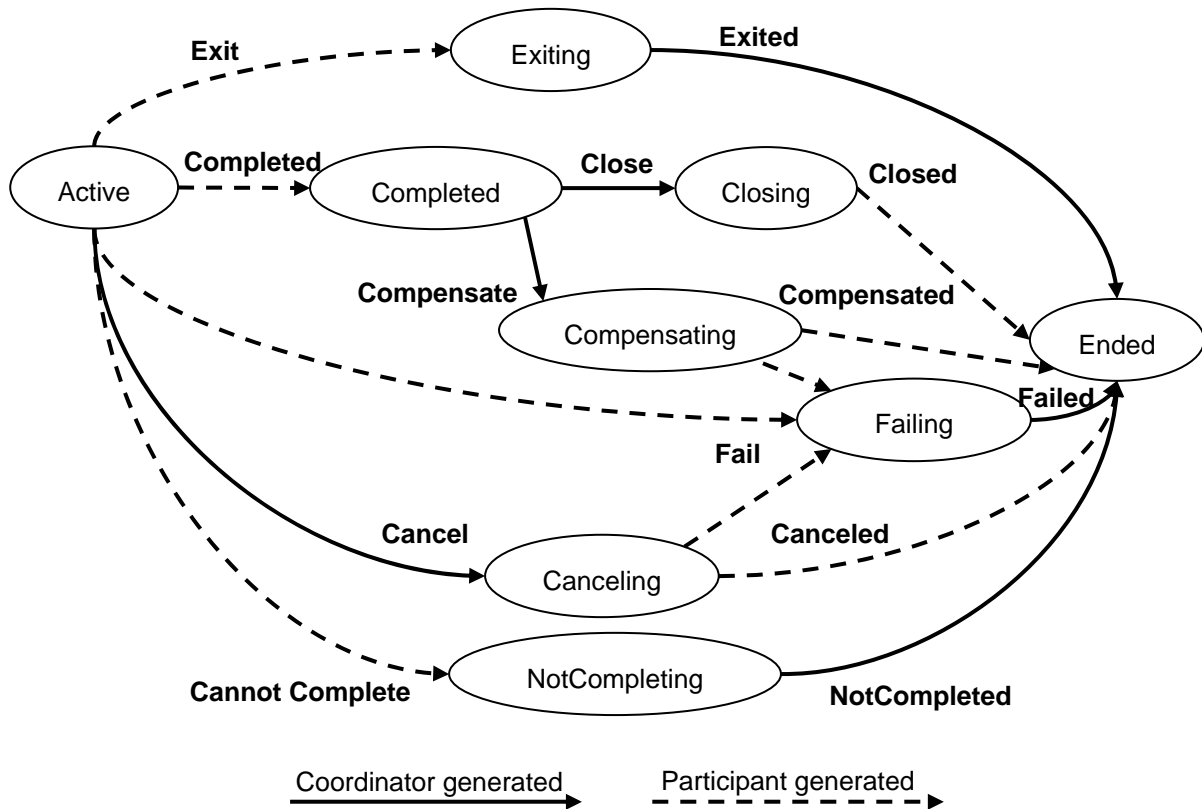 Exit
Exiting
Exited
Active
Completed
Completed
Close
Closing
Closed
Compensate
Compensating
Compensated
Ended
Failing
Failed
Fail
Cancel
Canceling
Canceled
Cannot Complete
NotCompleting
NotCompleted
Coordinator generated
Participant generated